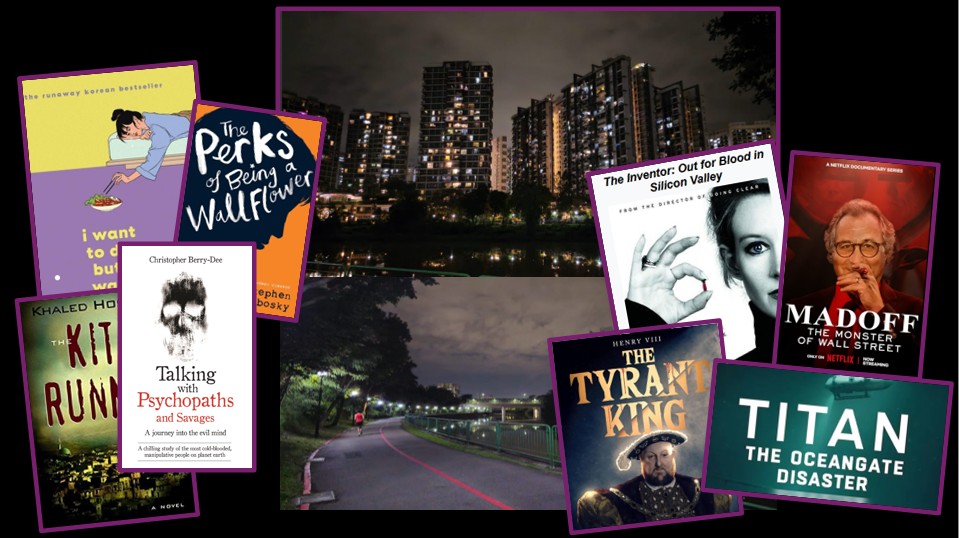 the runaway korean bestseller
i want
to d
but
wa
The
Perks
of Being a
Wallflower
ephen
bosky
KHALED HO
THE
KIT
RUNN
A NOVEL
Christopher Berry-Dee
Talking
with
Psychopaths
and Savages
A journey into the evil mind
A chilling study of the most cold-blooded,
manipulative people on planet earth
The Inventor: Out for Blood in
Silicon Valley
FROM THE DIRECTOR OF GOING CLEAR
A NETFLIX DOCUMENTARY SERIES
MADOFF
THE MONSTER
OF WALL STREET
ONLY ON NETFLIX | NOW
STREAMING
HENRY VIII
THE
TYRANT
KING
TITAN
THE OCEANGATE
DISASTER